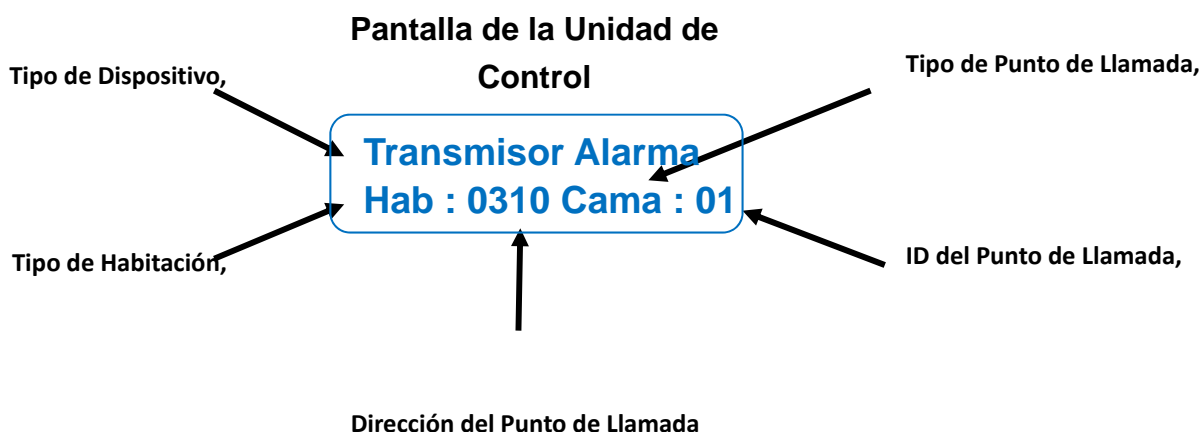 Pantalla de la Unidad de
Control
Tipo de Dispositivo,
Tipo de Punto de Llamada,
Transmisor Alarma
Hab : 0310 Cama : 01
Tipo de Habitación,
ID del Punto de Llamada,
Dirección del Punto de Llamada